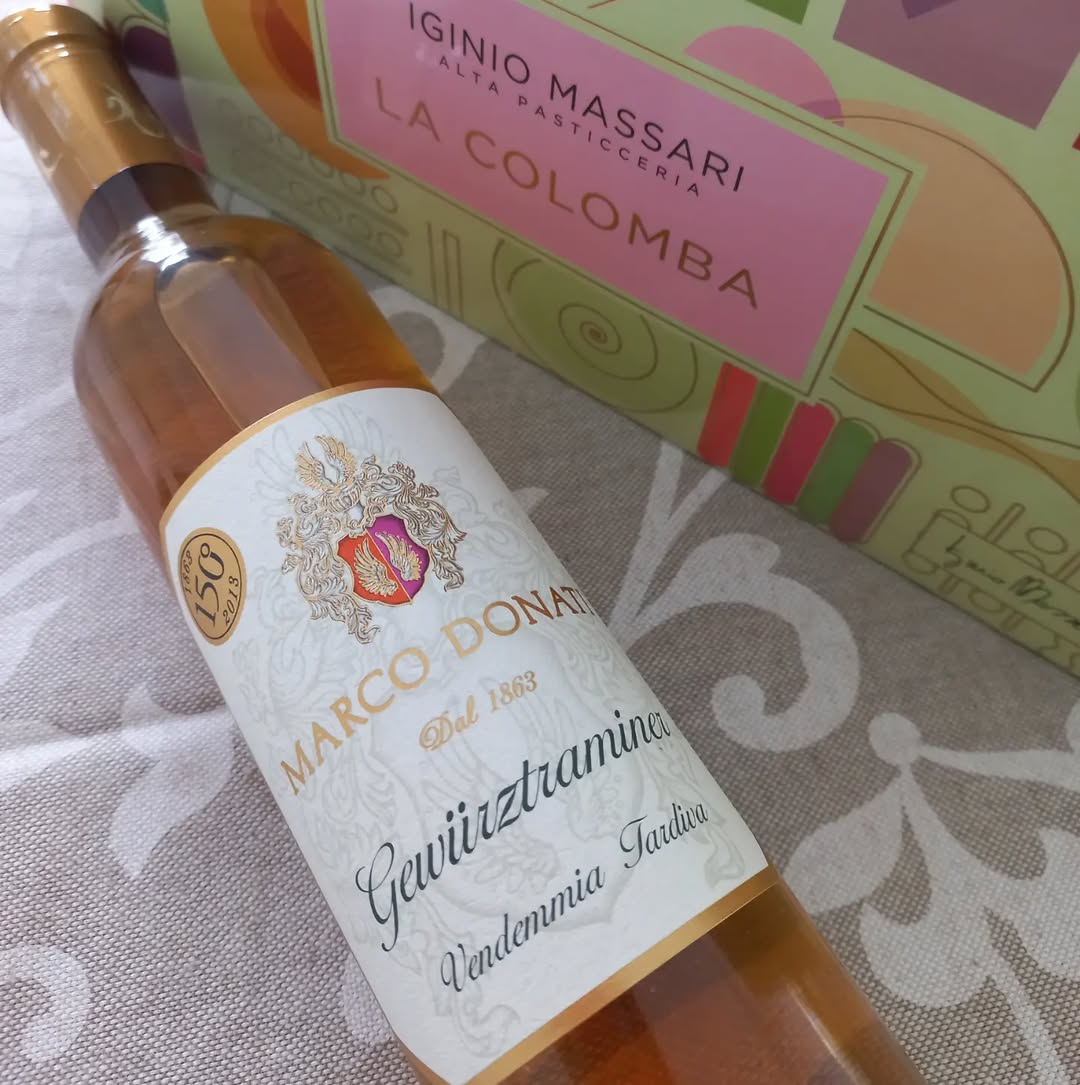 IGINIO MASSARI
ALTA PASTICCERIA
LA COLOMBA
1863
150°
2013
MARCO DONATI
Dal 1863
Gewürztraminer
Vendemmia Tardiva